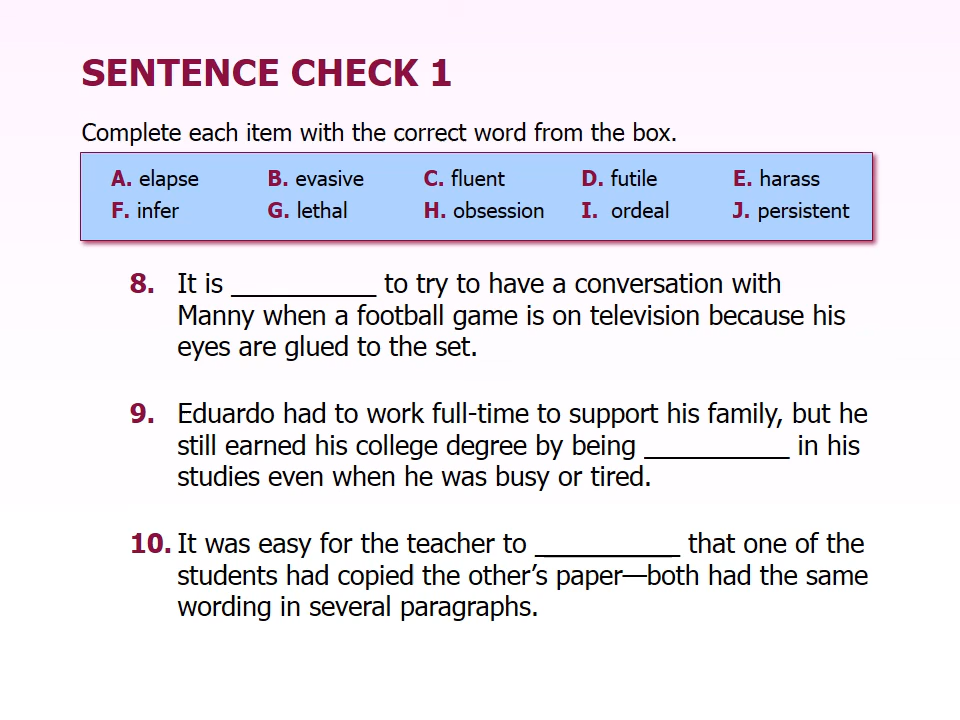 SENTENCE CHECK 1
Complete each item with the correct word from the box.
A. elapse B. evasive C. fluent D. futile E. harass
F. infer G. lethal H. obsession I. ordeal J. persistent
8. It is __________ to try to have a conversation with
Manny when a football game is on television because his
eyes are glued to the set.
9. Eduardo had to work full-time to support his family, but he
still earned his college degree by being __________ in his
studies even when he was busy or tired.
10. It was easy for the teacher to __________ that one of the
students had copied the other’s paper—both had the same
wording in several paragraphs.